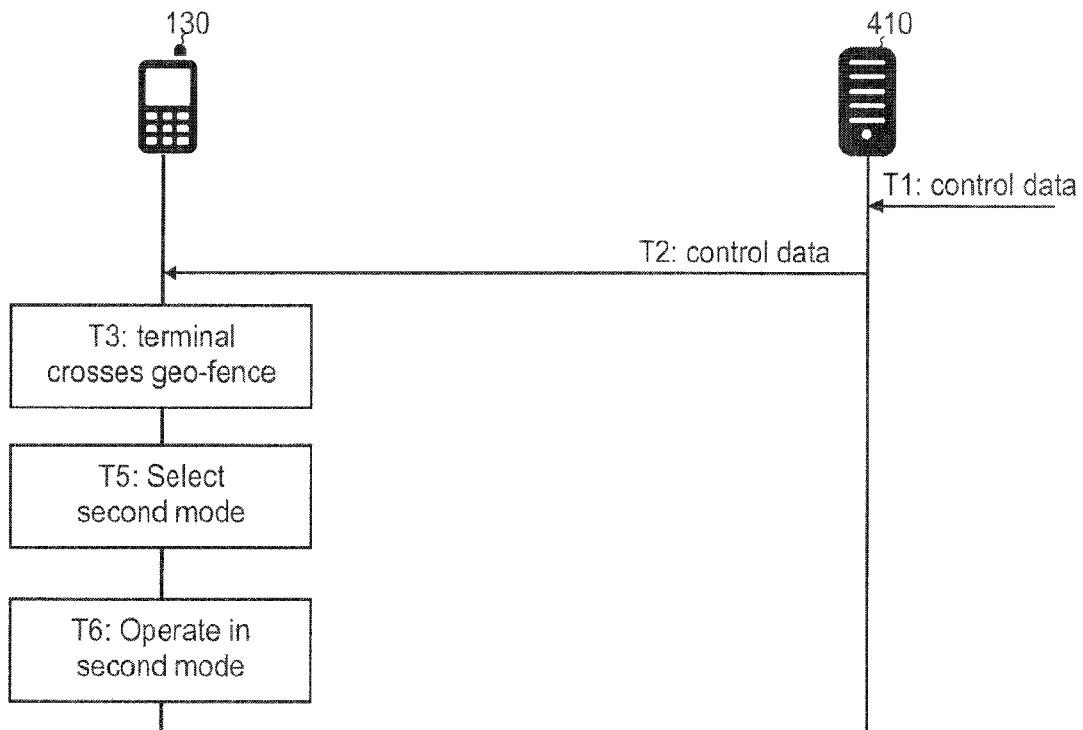 130
410
T1: control data
T2: control data
T3: terminal
crosses geo-fence
T5: Select
second mode
T6: Operate in
second mode